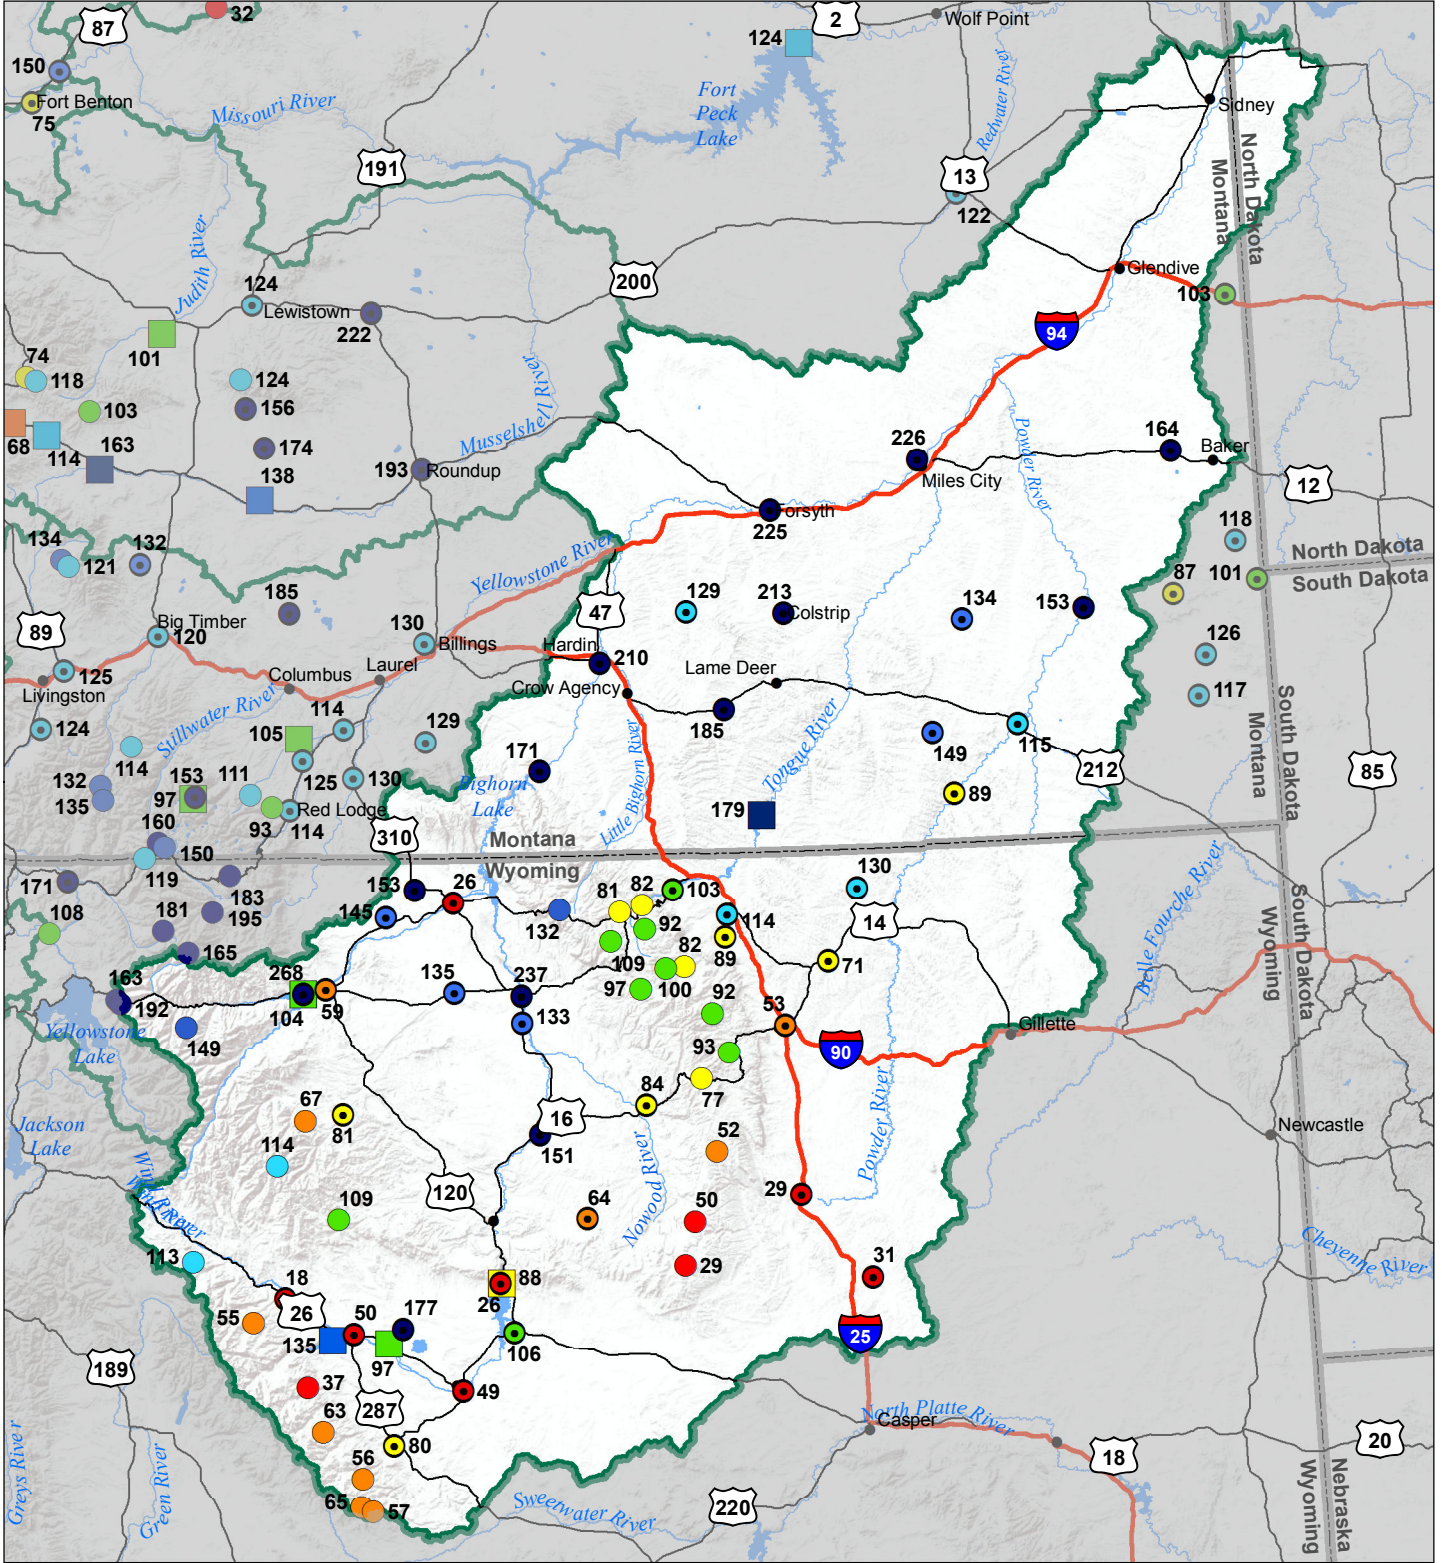 32
87
2
Wolf Point
124
150
Fort Benton
75
Missouri River
Fort
Peck
Lake
Redwater River
Sidney
191
13
122
North Dakota
Montana
Judith River
200
Glendive
103
124
Lewistown
222
101
94
74
118
124
103
156
68
114
163
174
138
Musselshell River
193
Roundup
226
Miles City
Powder River
164
Baker
12
225
Forsyth
118
North Dakota
South Dakota
101
87
134
121
132
185
Yellowstone River
47
129
213
Colstrip
134
153
89
Big Timber
120
130
Billings
Hardin
210
126
125
Livingston
Columbus
Laurel
Crow Agency
Lame Deer
117
124
Stillwater River
114
105
129
185
149
115
South Dakota
Montana
114
125
130
171
Bighorn
Lake
Little Bighorn River
Tongue River
212
85
132
135
153
97
111
93
Red Lodge
114
179
89
160
150
119
310
Montana
Wyoming
Belle Fourche River
171
183
195
153
26
145
132
81
82
103
92
130
14
South Dakota
Wyoming
108
181
165
114
89
109
82
71
163
192
268
104
59
135
237
97
100
92
53
Gillette
Yellowstone
Lake
149
133
93
90
84
77
Powder River
67
81
16
151
52
Newcastle
Jackson
Lake
114
Wind River
Wind River
109
120
64
Nowood River
50
29
113
29
31
Cheyenne River
18
26
88
26
55
50
177
135
97
106
25
189
37
49
287
63
80
North Platte River
Casper
18
20
56
65
57
Greys River
Green River
Sweetwater River
220
Nebraska
Wyoming